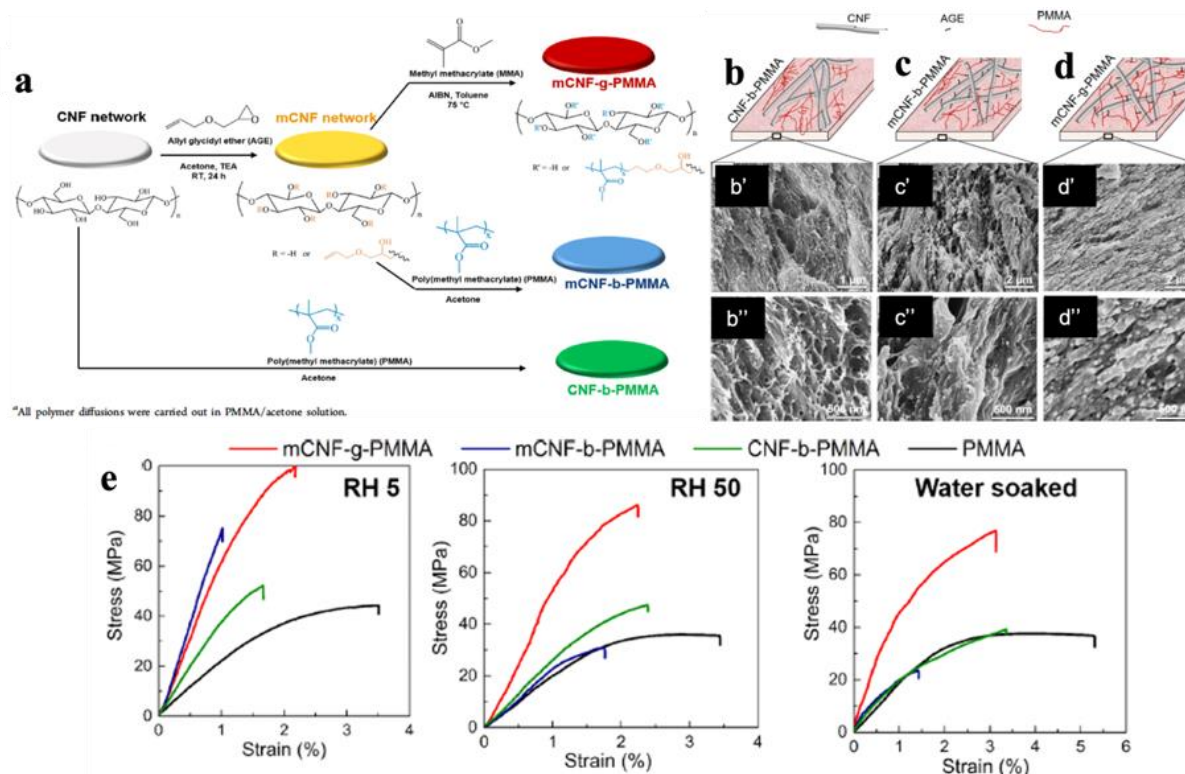 a
Methyl methacrylate (MMA)
AIBN, Toluene
75 °C
mCNF-g-PMMA
CNF network
Allyl glycidyl ether (AGE)
Acetone, TEA
RT, 24 h
mCNF network
R' = -H or
R = -H or
Poly(methyl methacrylate) (PMMA)
Acetone
mCNF-b-PMMA
Poly(methyl methacrylate) (PMMA)
Acetone
CNF-b-PMMA
ᵃAll polymer diffusions were carried out in PMMA/acetone solution.
CNF AGE PMMA
b c d
CNF-b-PMMA
mCNF-b-PMMA
mCNF-g-PMMA
b' c' d'
1 µm 2 µm
b'' c'' d''
500 nm 500 nm
e
mCNF-g-PMMA mCNF-b-PMMA CNF-b-PMMA PMMA
RH 5
Stress (MPa)
0
80
60
40
20
0
0 1 2 3 4
Strain (%)
RH 50
Stress (MPa)
100
80
60
40
20
0
0 1 2 3 4
Strain (%)
Water soaked
Stress (MPa)
100
80
60
40
20
0
0 1 2 3 4 5 6
Strain (%)